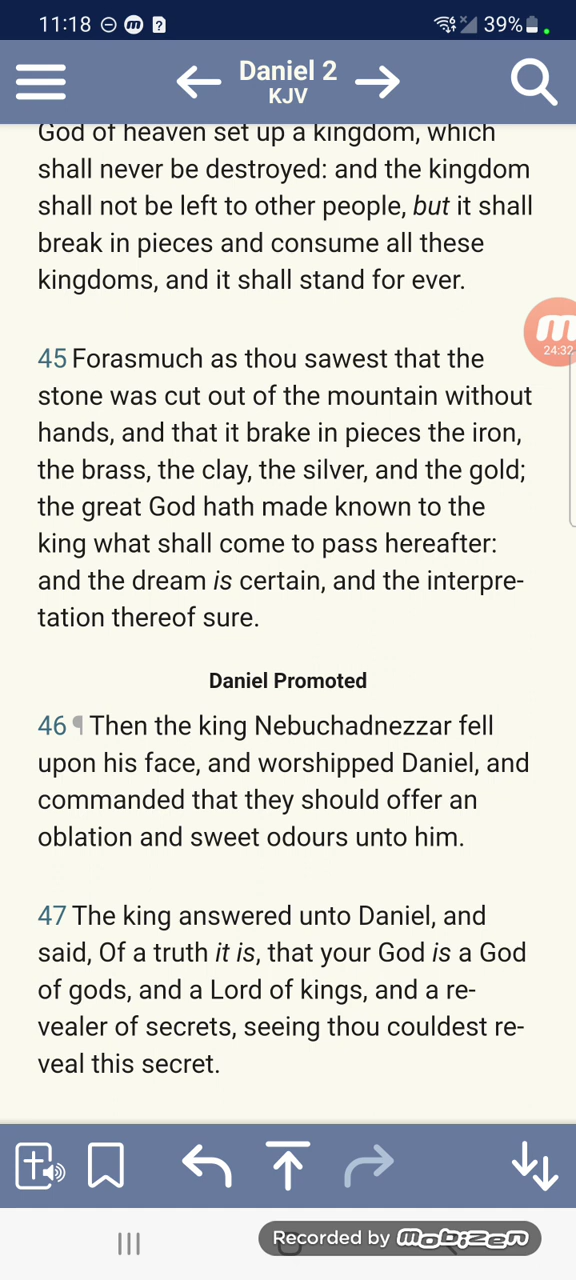 11:18
39%
Daniel 2
KJV
God of heaven set up a kingdom, which
shall never be destroyed: and the kingdom
shall not be left to other people, but it shall
break in pieces and consume all these
kingdoms, and it shall stand for ever.
24:32
45 Forasmuch as thou sawest that the
stone was cut out of the mountain without
hands, and that it brake in pieces the iron,
the brass, the clay, the silver, and the gold;
the great God hath made known to the
king what shall come to pass hereafter:
and the dream is certain, and the interpre-
tation thereof sure.
Daniel Promoted
46 ¶ Then the king Nebuchadnezzar fell
upon his face, and worshipped Daniel, and
commanded that they should offer an
oblation and sweet odours unto him.
47 The king answered unto Daniel, and
said, Of a truth it is, that your God is a God
of gods, and a Lord of kings, and a re-
vealer of secrets, seeing thou couldest re-
veal this secret.
Recorded by mobizen